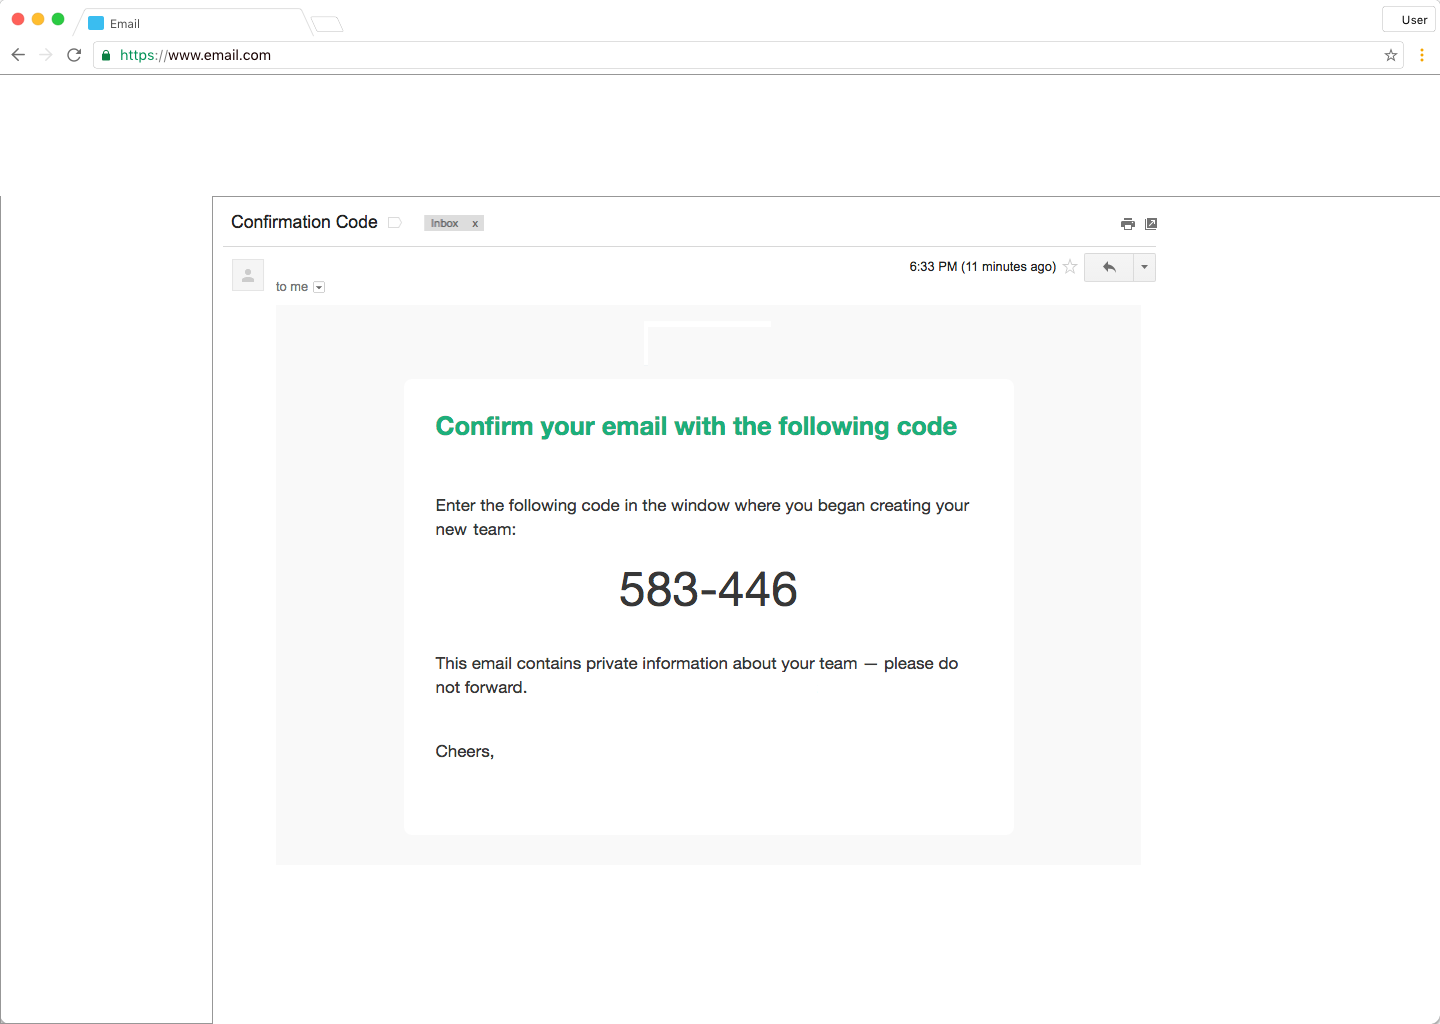 Email
User
https://www.email.com
Confirmation Code
Inbox x
6:33 PM (11 minutes ago)
to me
Confirm your email with the following code
Enter the following code in the window where you began creating your
new team:
583-446
This email contains private information about your team — please do
not forward.
Cheers,